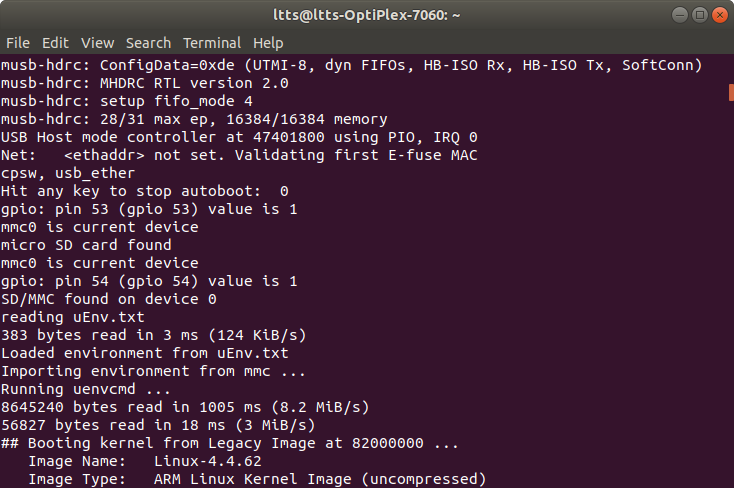 ltts@ltts-OptiPlex-7060: ~
File Edit View Search Terminal Help
musb-hdrc: ConfigData=0xde (UTMI-8, dyn FIFOs, HB-ISO Rx, HB-ISO Tx, SoftConn)
musb-hdrc: MHDRC RTL version 2.0
musb-hdrc: setup fifo_mode 4
musb-hdrc: 28/31 max ep, 16384/16384 memory
USB Host mode controller at 47401800 using PIO, IRQ 0
Net:   <ethaddr> not set. Validating first E-fuse MAC
cpsw, usb_ether
Hit any key to stop autoboot:  0
gpio: pin 53 (gpio 53) value is 1
mmc0 is current device
micro SD card found
mmc0 is current device
gpio: pin 54 (gpio 54) value is 1
SD/MMC found on device 0
reading uEnv.txt
383 bytes read in 3 ms (124 KiB/s)
Loaded environment from uEnv.txt
Importing environment from mmc ...
Running uenvcmd ...
8645240 bytes read in 1005 ms (8.2 MiB/s)
56827 bytes read in 18 ms (3 MiB/s)
## Booting kernel from Legacy Image at 82000000 ...
   Image Name:   Linux-4.4.62
   Image Type:   ARM Linux Kernel Image (uncompressed)